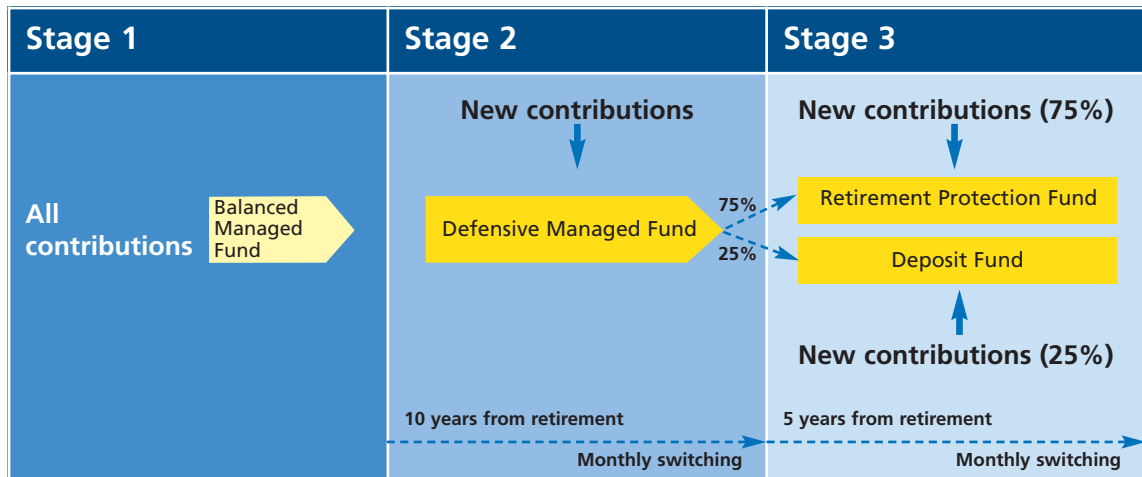 Stage 1
Stage 2
Stage 3
All
contributions
Balanced
Managed
Fund
New contributions
Defensive Managed Fund
75%
25%
10 years from retirement
Monthly switching
New contributions (75%)
Retirement Protection Fund
Deposit Fund
New contributions (25%)
5 years from retirement
Monthly switching